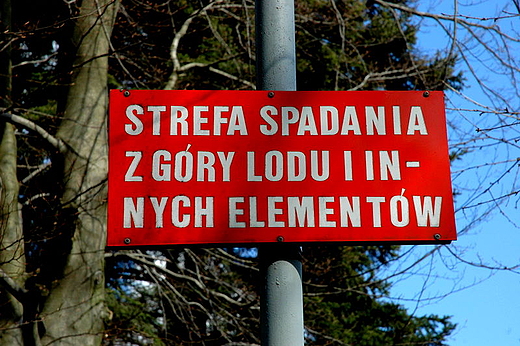 STREFA SPADANIA
Z GÓRY LODU I IN-
NYCH ELEMENTÓW